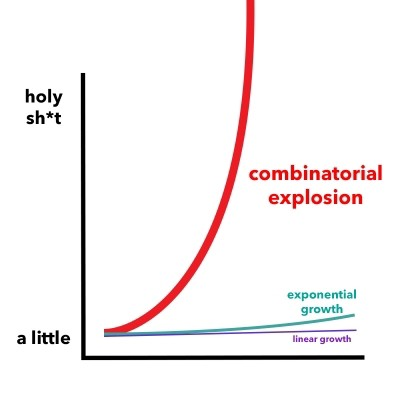 holy
sh*t
combinatorial
explosion
exponential
growth
linear growth
a little